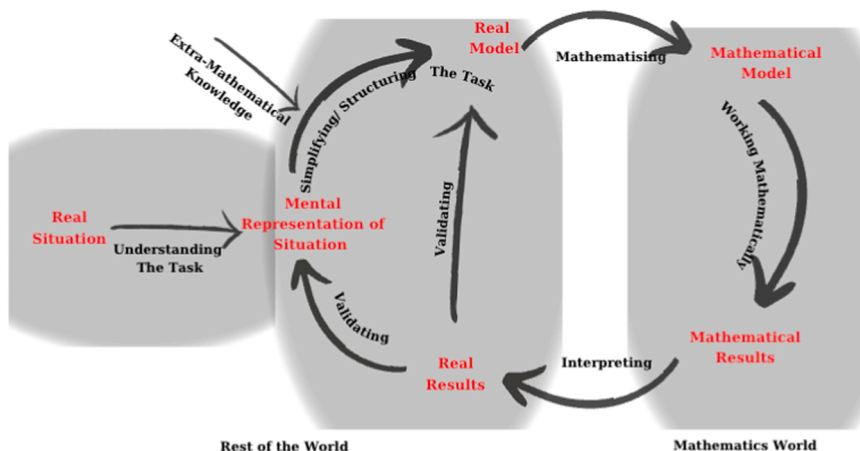 Real
Model
Extra-Mathematical
Knowledge
Simplifying/ Structuring
The Task
Mathematising
Mathematical
Model
Working Mathematically
Real
Situation
Understanding
The Task
Mental
Representation of
Situation
Validating
Validating
Real
Results
Interpreting
Mathematical
Results
Rest of the World
Mathematics World